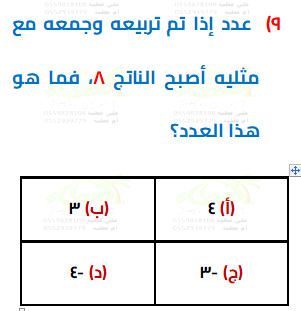 ٩) عدد إذا تم تربيعه وجمعه مع
مثليه أصبح الناتج ٨، فما هو
هذا العدد؟
(أ) ٤
(ب) ٣
(ج) -٣
(د) -٤